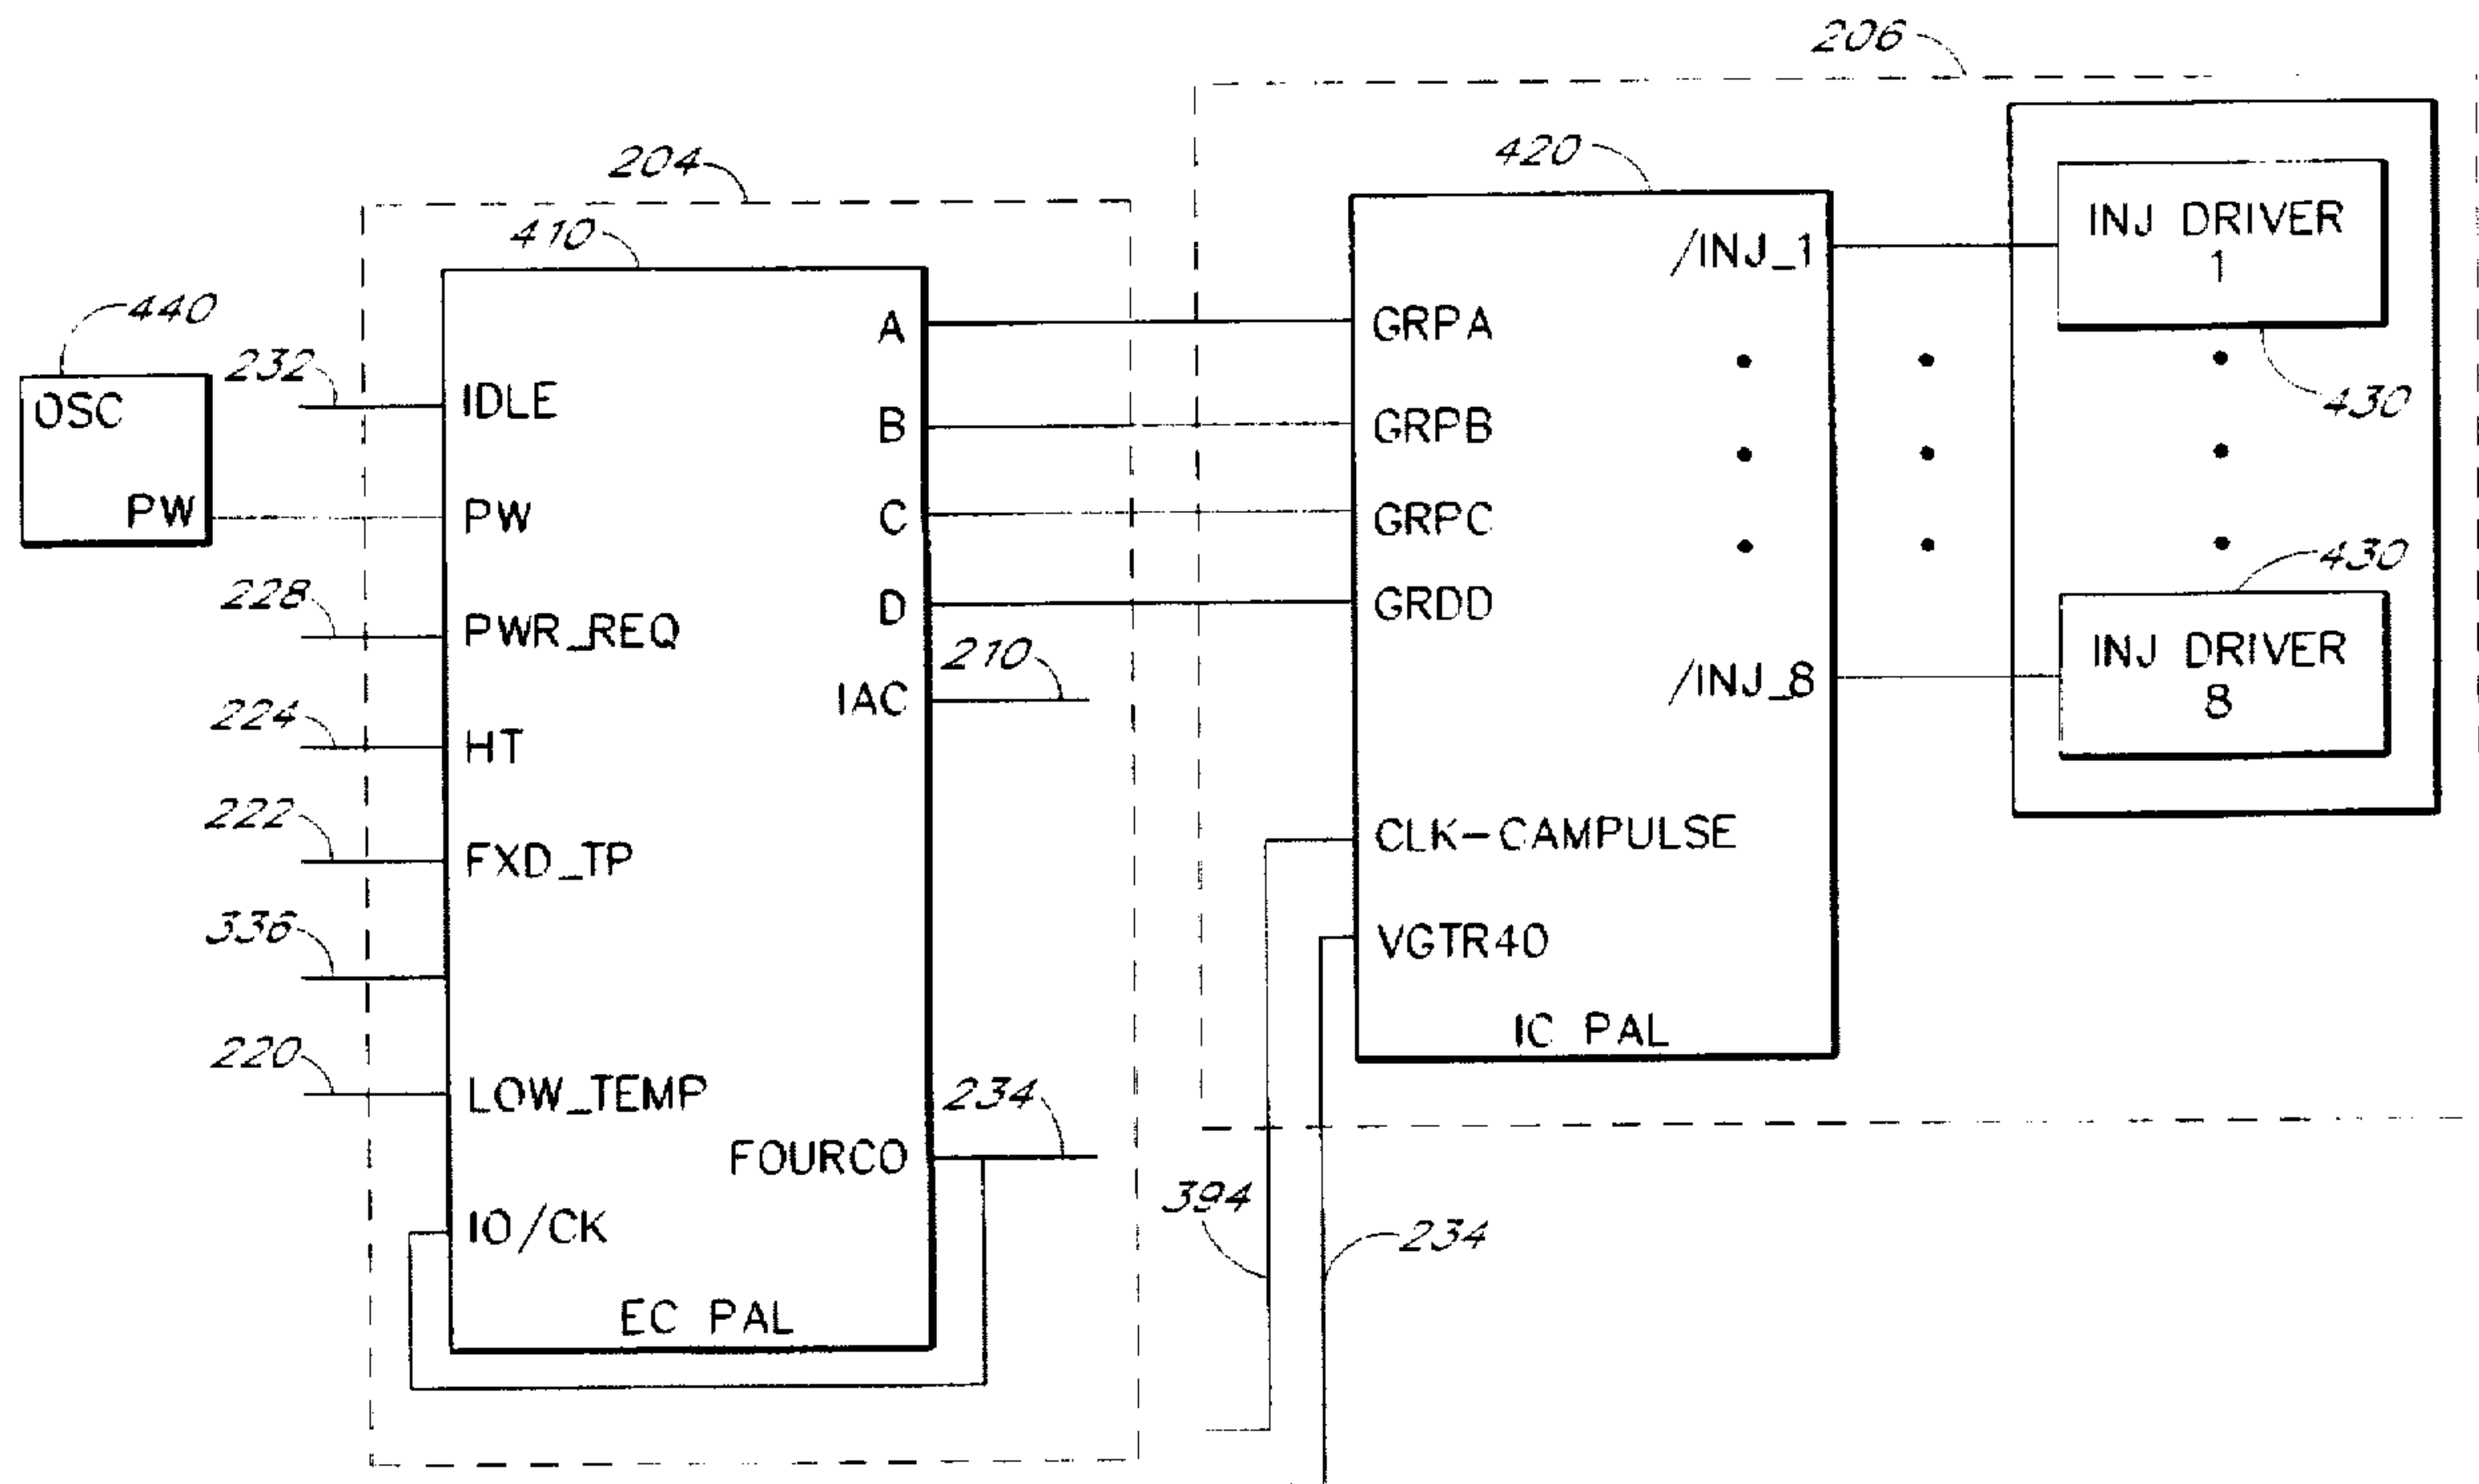 206
204
420
410
INJ DRIVER
1
/INJ_1
440
A
GRPA
232
IDLE
OSC
430
B
GRPB
PW
PW
C
GRPC
430
228
PWR_REQ
D
GRDD
210
INJ DRIVER
8
/INJ_8
IAC
224
HT
222
FXD_TP
CLK-CAMPULSE
336
VGTR40
IC PAL
220
LOW_TEMP
234
FOURCO
394
234
IO/CK
EC PAL